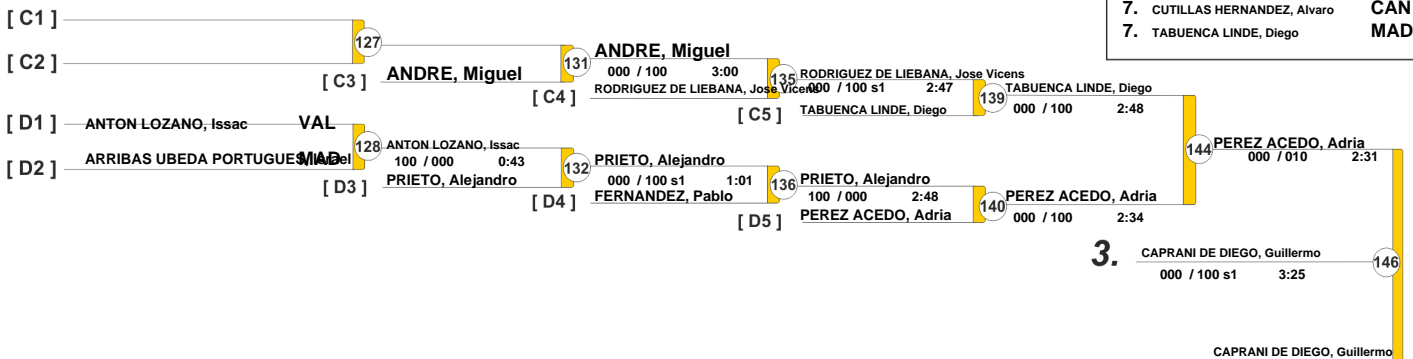 7. CUTILLAS HERNANDEZ, Alvaro CAN
7. TABUENCA LINDE, Diego MAD
[ C1 ]
127
[ C2 ]
[ C3 ] ANDRE, Miguel
131
ANDRE, Miguel
000 / 100 3:00
[ C4 ] RODRIGUEZ DE LIEBANA, Jose Vicens
135
RODRIGUEZ DE LIEBANA, Jose Vicens
000 / 100 s1 2:47
[ C5 ] TABUENCA LINDE, Diego
139
TABUENCA LINDE, Diego
000 / 100 2:48
[ D1 ] ANTON LOZANO, Issac VAL
128
[ D2 ] ARRIBAS UBEDA PORTUGUES, MAD
ANTON LOZANO, Issac
100 / 000 0:43
[ D3 ] PRIETO, Alejandro
132
PRIETO, Alejandro
000 / 100 s1 1:01
[ D4 ] FERNANDEZ, Pablo
136
PRIETO, Alejandro
100 / 000 2:48
[ D5 ] PEREZ ACEDO, Adria
140
PEREZ ACEDO, Adria
000 / 100 2:34
144
PEREZ ACEDO, Adria
000 / 010 2:31
3. CAPRANI DE DIEGO, Guillermo
000 / 100 s1 3:25
146
CAPRANI DE DIEGO, Guillermo